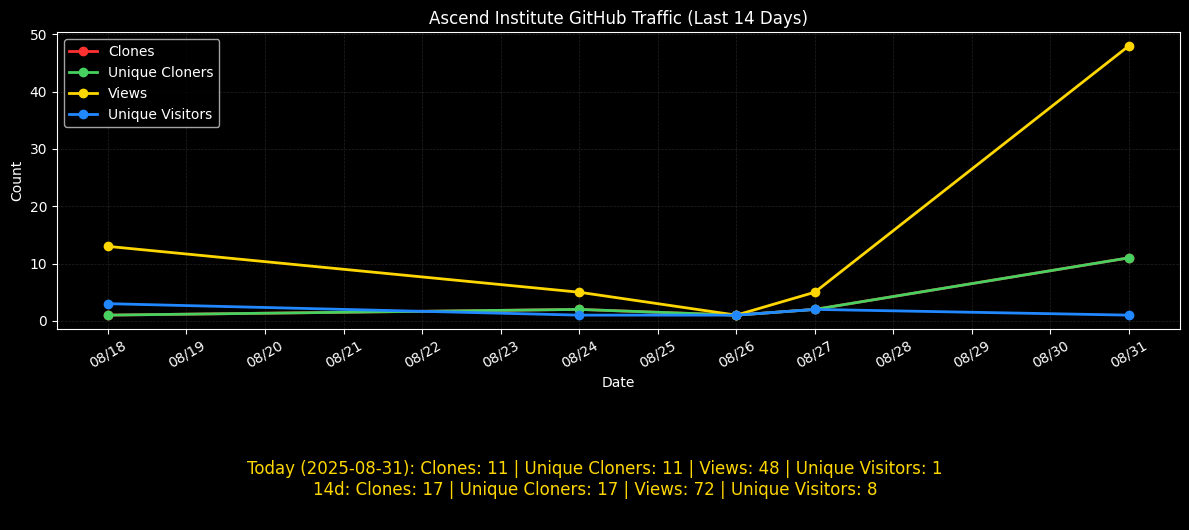 Ascend Institute GitHub Traffic (Last 14 Days)
Clones
Unique Cloners
Views
Unique Visitors
Count
50
40
30
20
10
0
08/18
08/19
08/20
08/21
08/22
08/23
08/24
08/25
08/26
08/27
08/28
08/29
08/30
08/31
Date
Today (2025-08-31): Clones: 11 | Unique Cloners: 11 | Views: 48 | Unique Visitors: 1
14d: Clones: 17 | Unique Cloners: 17 | Views: 72 | Unique Visitors: 8